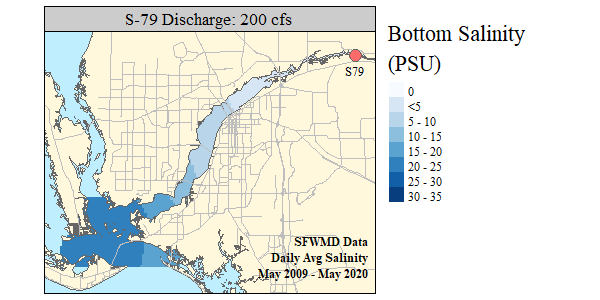 S-79 Discharge: 200 cfs
S79
SFWMD Data
Daily Avg Salinity
May 2009 - May 2020
Bottom Salinity
(PSU)
0
<5
5 - 10
10 - 15
15 - 20
20 - 25
25 - 30
30 - 35